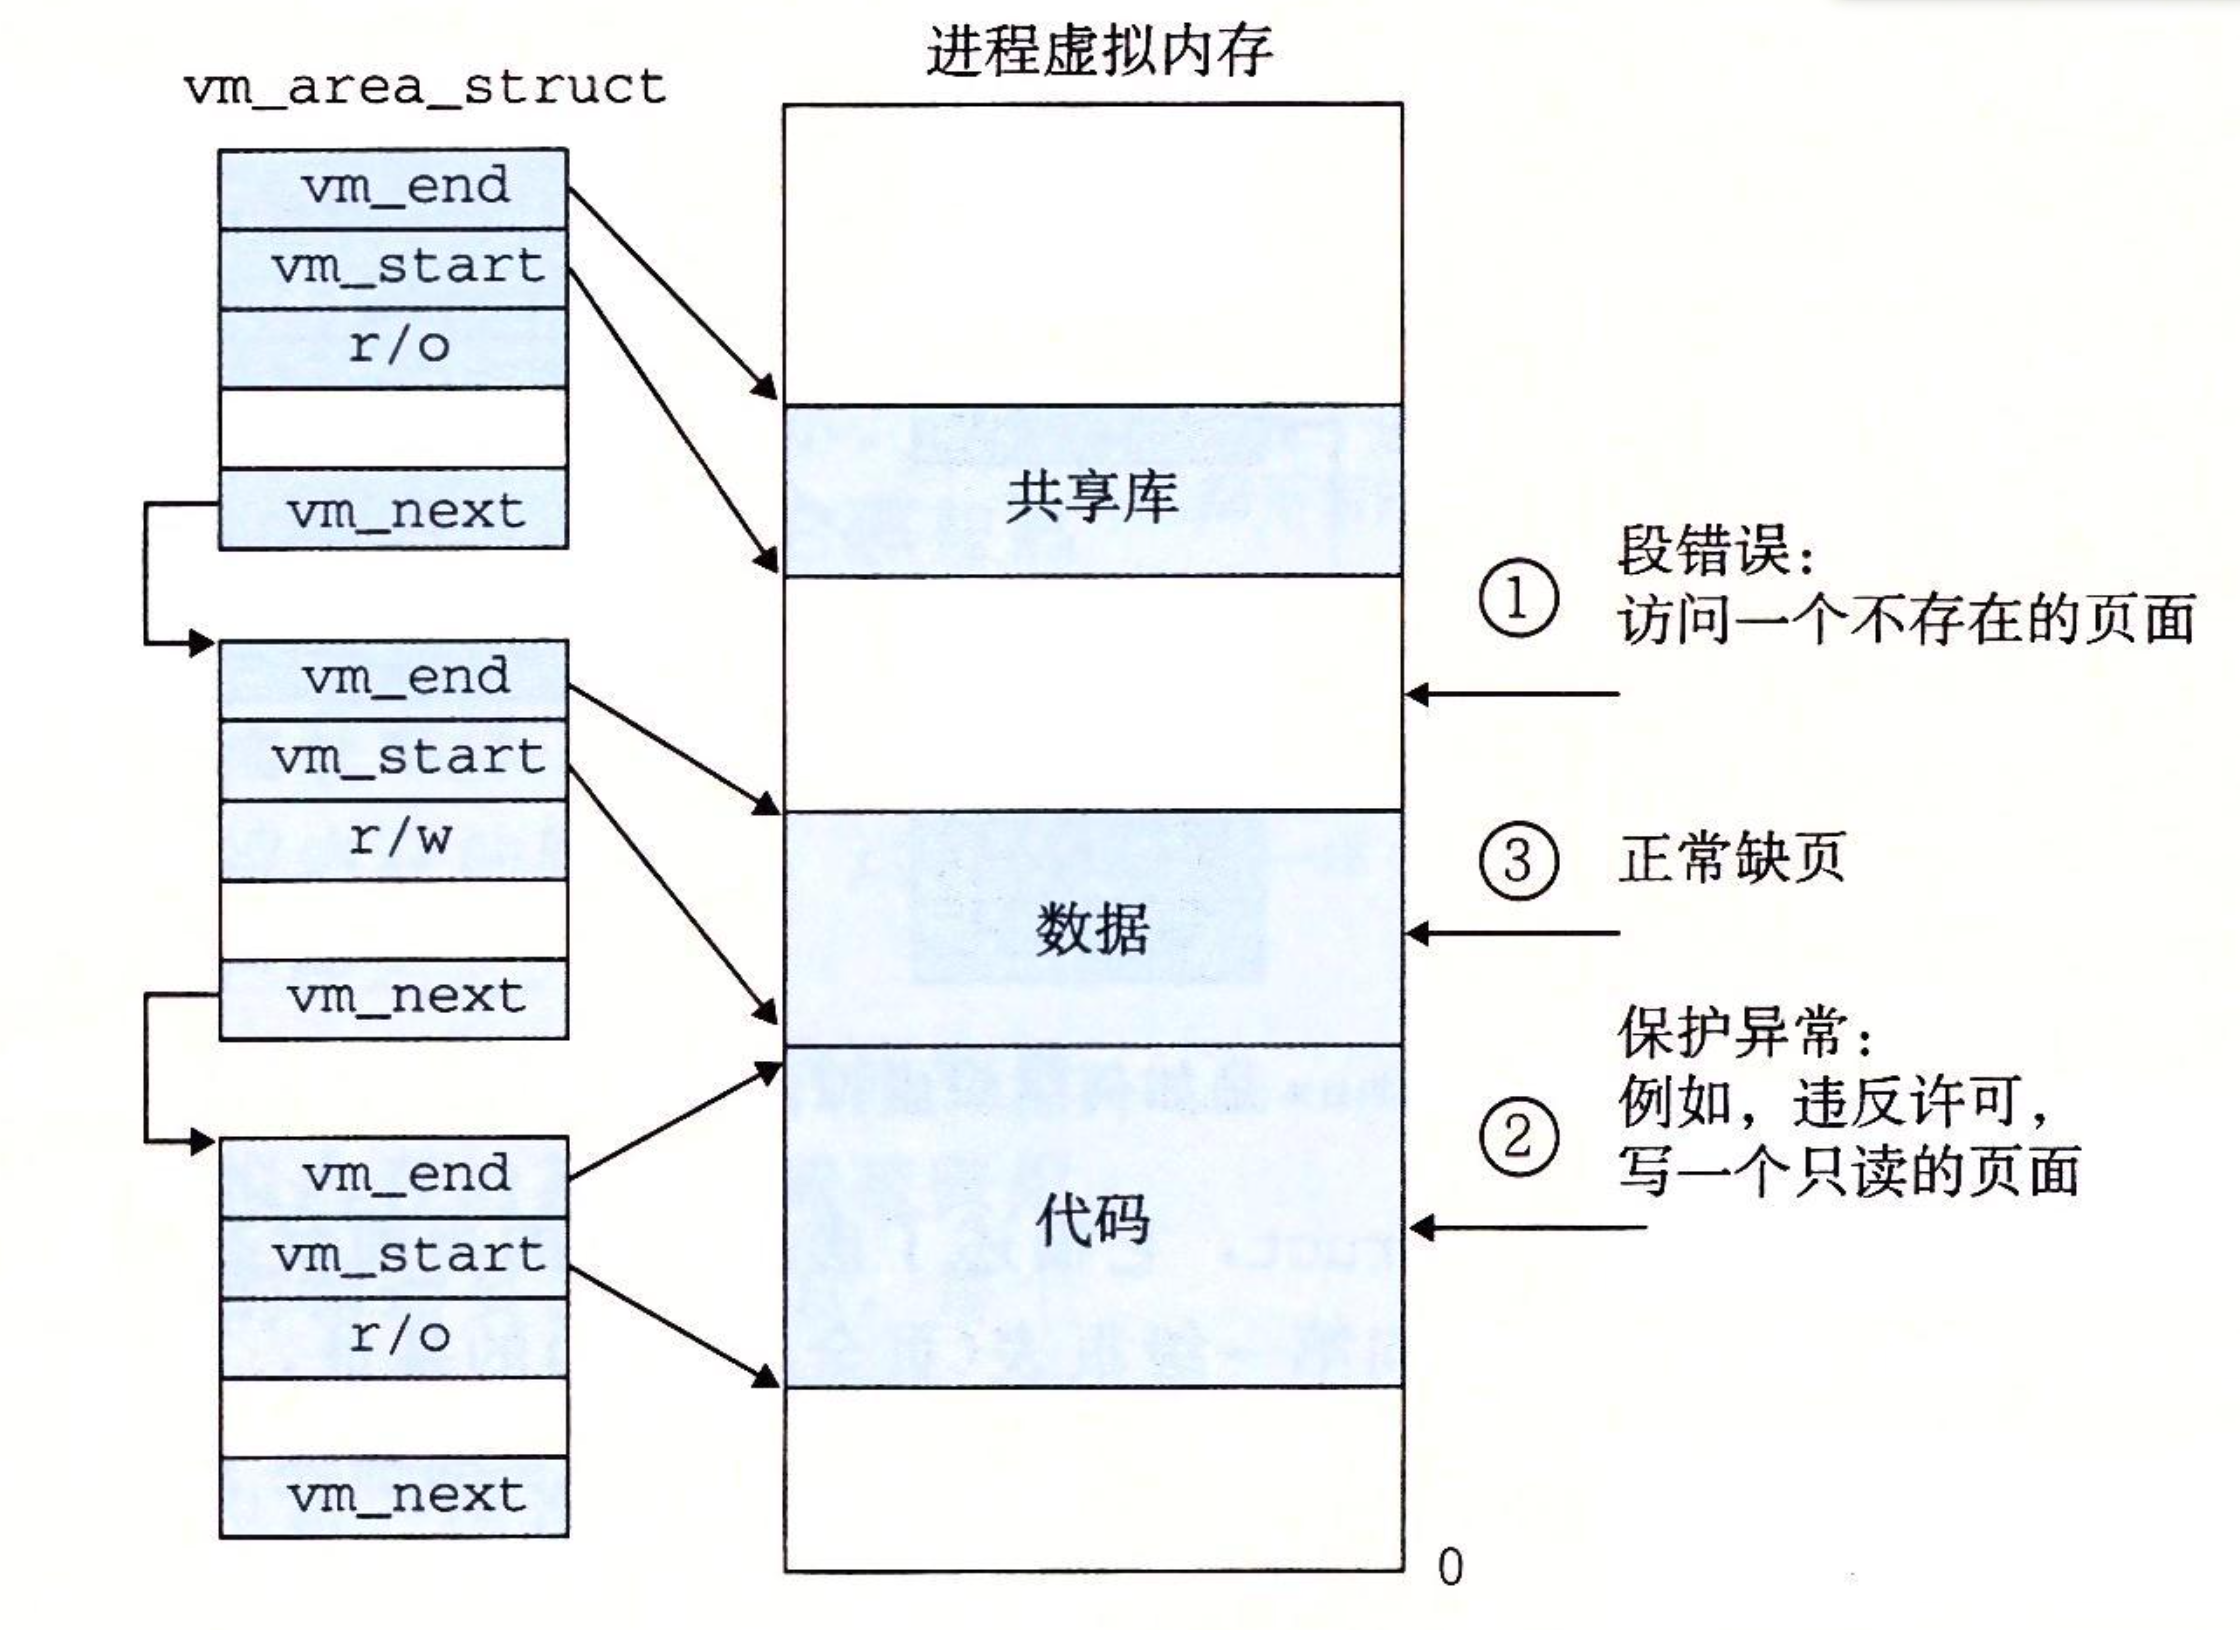 进程虚拟内存
vm_area_struct
vm_end
vm_start
r/o
vm_next
共享库
① 段错误：
访问一个不存在的页面
vm_end
vm_start
r/w
vm_next
数据
③ 正常缺页
vm_end
vm_start
r/o
vm_next
代码
② 保护异常：
例如，违反许可，
写一个只读的页面
0